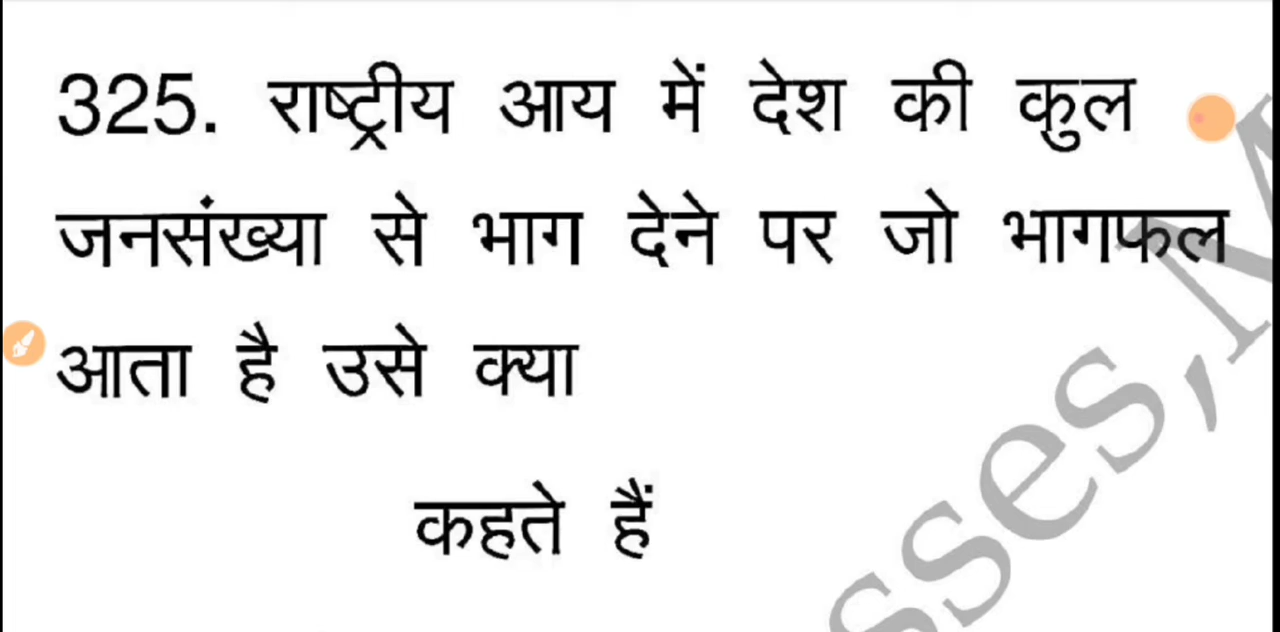 325. राष्ट्रीय आय में देश की कुल
जनसंख्या से भाग देने पर जो भागफल
आता है उसे क्या
कहते हैं